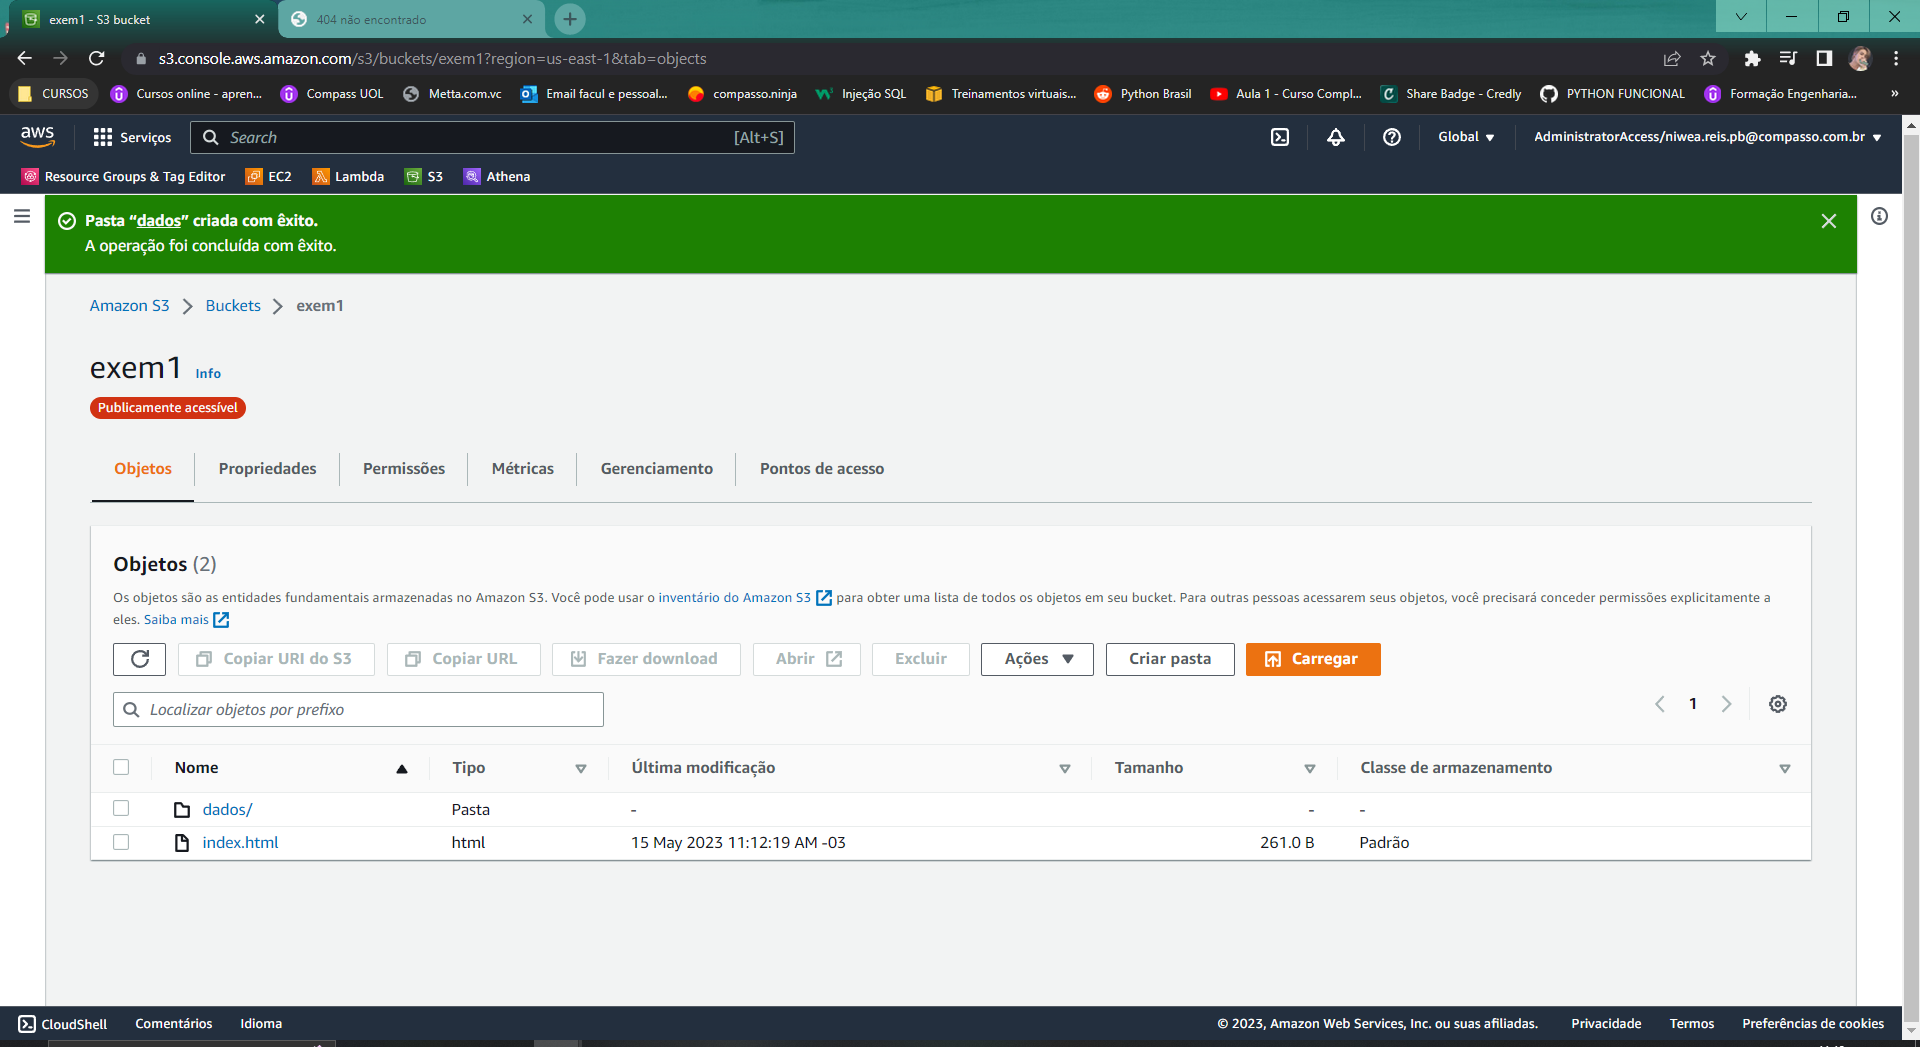 exem1 - S3 bucket
404 não encontrado
s3.console.aws.amazon.com/s3/buckets/exem1?region=us-east-1&tab=objects
CURSOS
Cursos online - apren...
Compass UOL
Metta.com.vc
Email facul e pessoal...
compasso.ninja
Injeção SQL
Treinamentos virtuais...
Python Brasil
Aula 1 - Curso Compl...
Share Badge - Credly
PYTHON FUNCIONAL
Formação Engenharia...
»
aws
Serviços
Search
[Alt+S]
Global
AdministratorAccess/niwea.reis.pb@compasso.com.br
Resource Groups & Tag Editor
EC2
Lambda
S3
Athena
Pasta “dados” criada com êxito.
A operação foi concluída com êxito.
Amazon S3
Buckets
exem1
exem1
Info
Publicamente acessível
Objetos
Propriedades
Permissões
Métricas
Gerenciamento
Pontos de acesso
Objetos (2)
Os objetos são as entidades fundamentais armazenadas no Amazon S3. Você pode usar o inventário do Amazon S3 para obter uma lista de todos os objetos em seu bucket. Para outras pessoas acessarem seus objetos, você precisará conceder permissões explicitamente a
eles. Saiba mais
Copiar URI do S3
Copiar URL
Fazer download
Abrir
Excluir
Ações
Criar pasta
Carregar
Localizar objetos por prefixo
1
Nome
Tipo
Última modificação
Tamanho
Classe de armazenamento
dados/
Pasta
-
-
-
index.html
html
15 May 2023 11:12:19 AM -03
261.0 B
Padrão
CloudShell
Comentários
Idioma
© 2023, Amazon Web Services, Inc. ou suas afiliadas.
Privacidade
Termos
Preferências de cookies